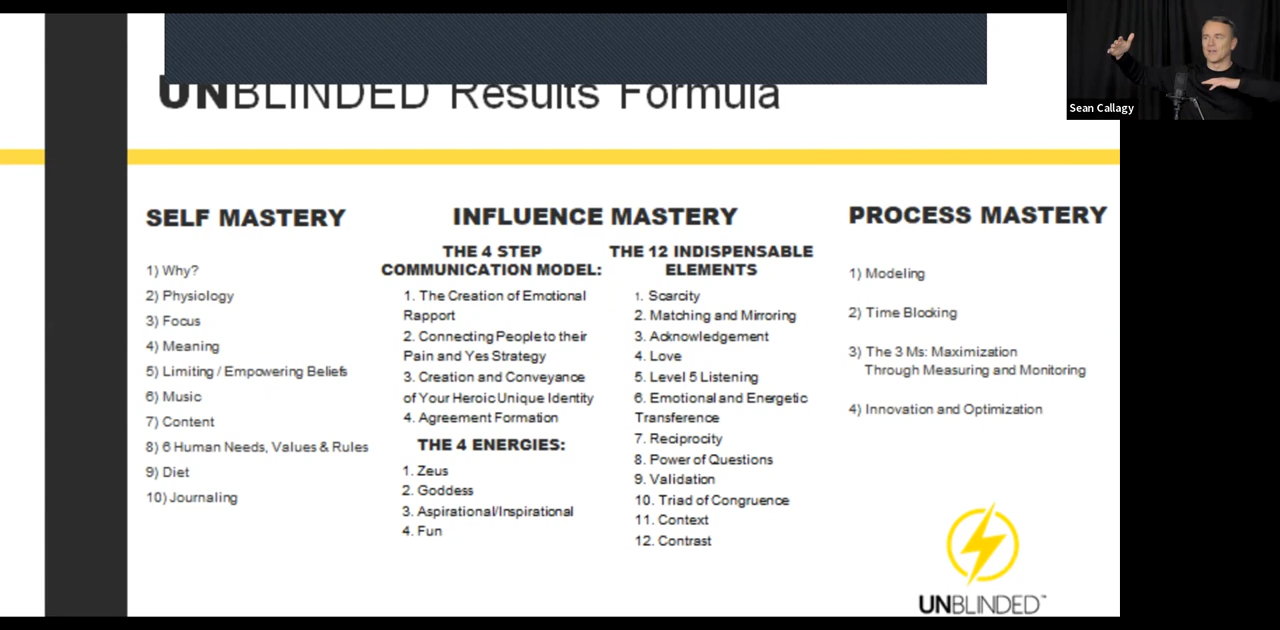 UNBLINDED Results Formula
Sean Callagy
SELF MASTERY
1) Why?
2) Physiology
3) Focus
4) Meaning
5) Limiting / Empowering Beliefs
6) Music
7) Content
8) 6 Human Needs, Values & Rules
9) Diet
10) Journaling
INFLUENCE MASTERY
THE 4 STEP
COMMUNICATION MODEL:
1. The Creation of Emotional
Rapport
2. Connecting People to their
Pain and Yes Strategy
3. Creation and Conveyance
of Your Heroic Unique Identity
4. Agreement Formation
THE 4 ENERGIES:
1. Zeus
2. Goddess
3. Aspirational/Inspirational
4. Fun
THE 12 INDISPENSABLE
ELEMENTS
1. Scarcity
2. Matching and Mirroring
3. Acknowledgement
4. Love
5. Level 5 Listening
6. Emotional and Energetic
Transference
7. Reciprocity
8. Power of Questions
9. Validation
10. Triad of Congruence
11. Context
12. Contrast
PROCESS MASTERY
1) Modeling
2) Time Blocking
3) The 3 Ms: Maximization
Through Measuring and Monitoring
4) Innovation and Optimization
UNBLINDED™